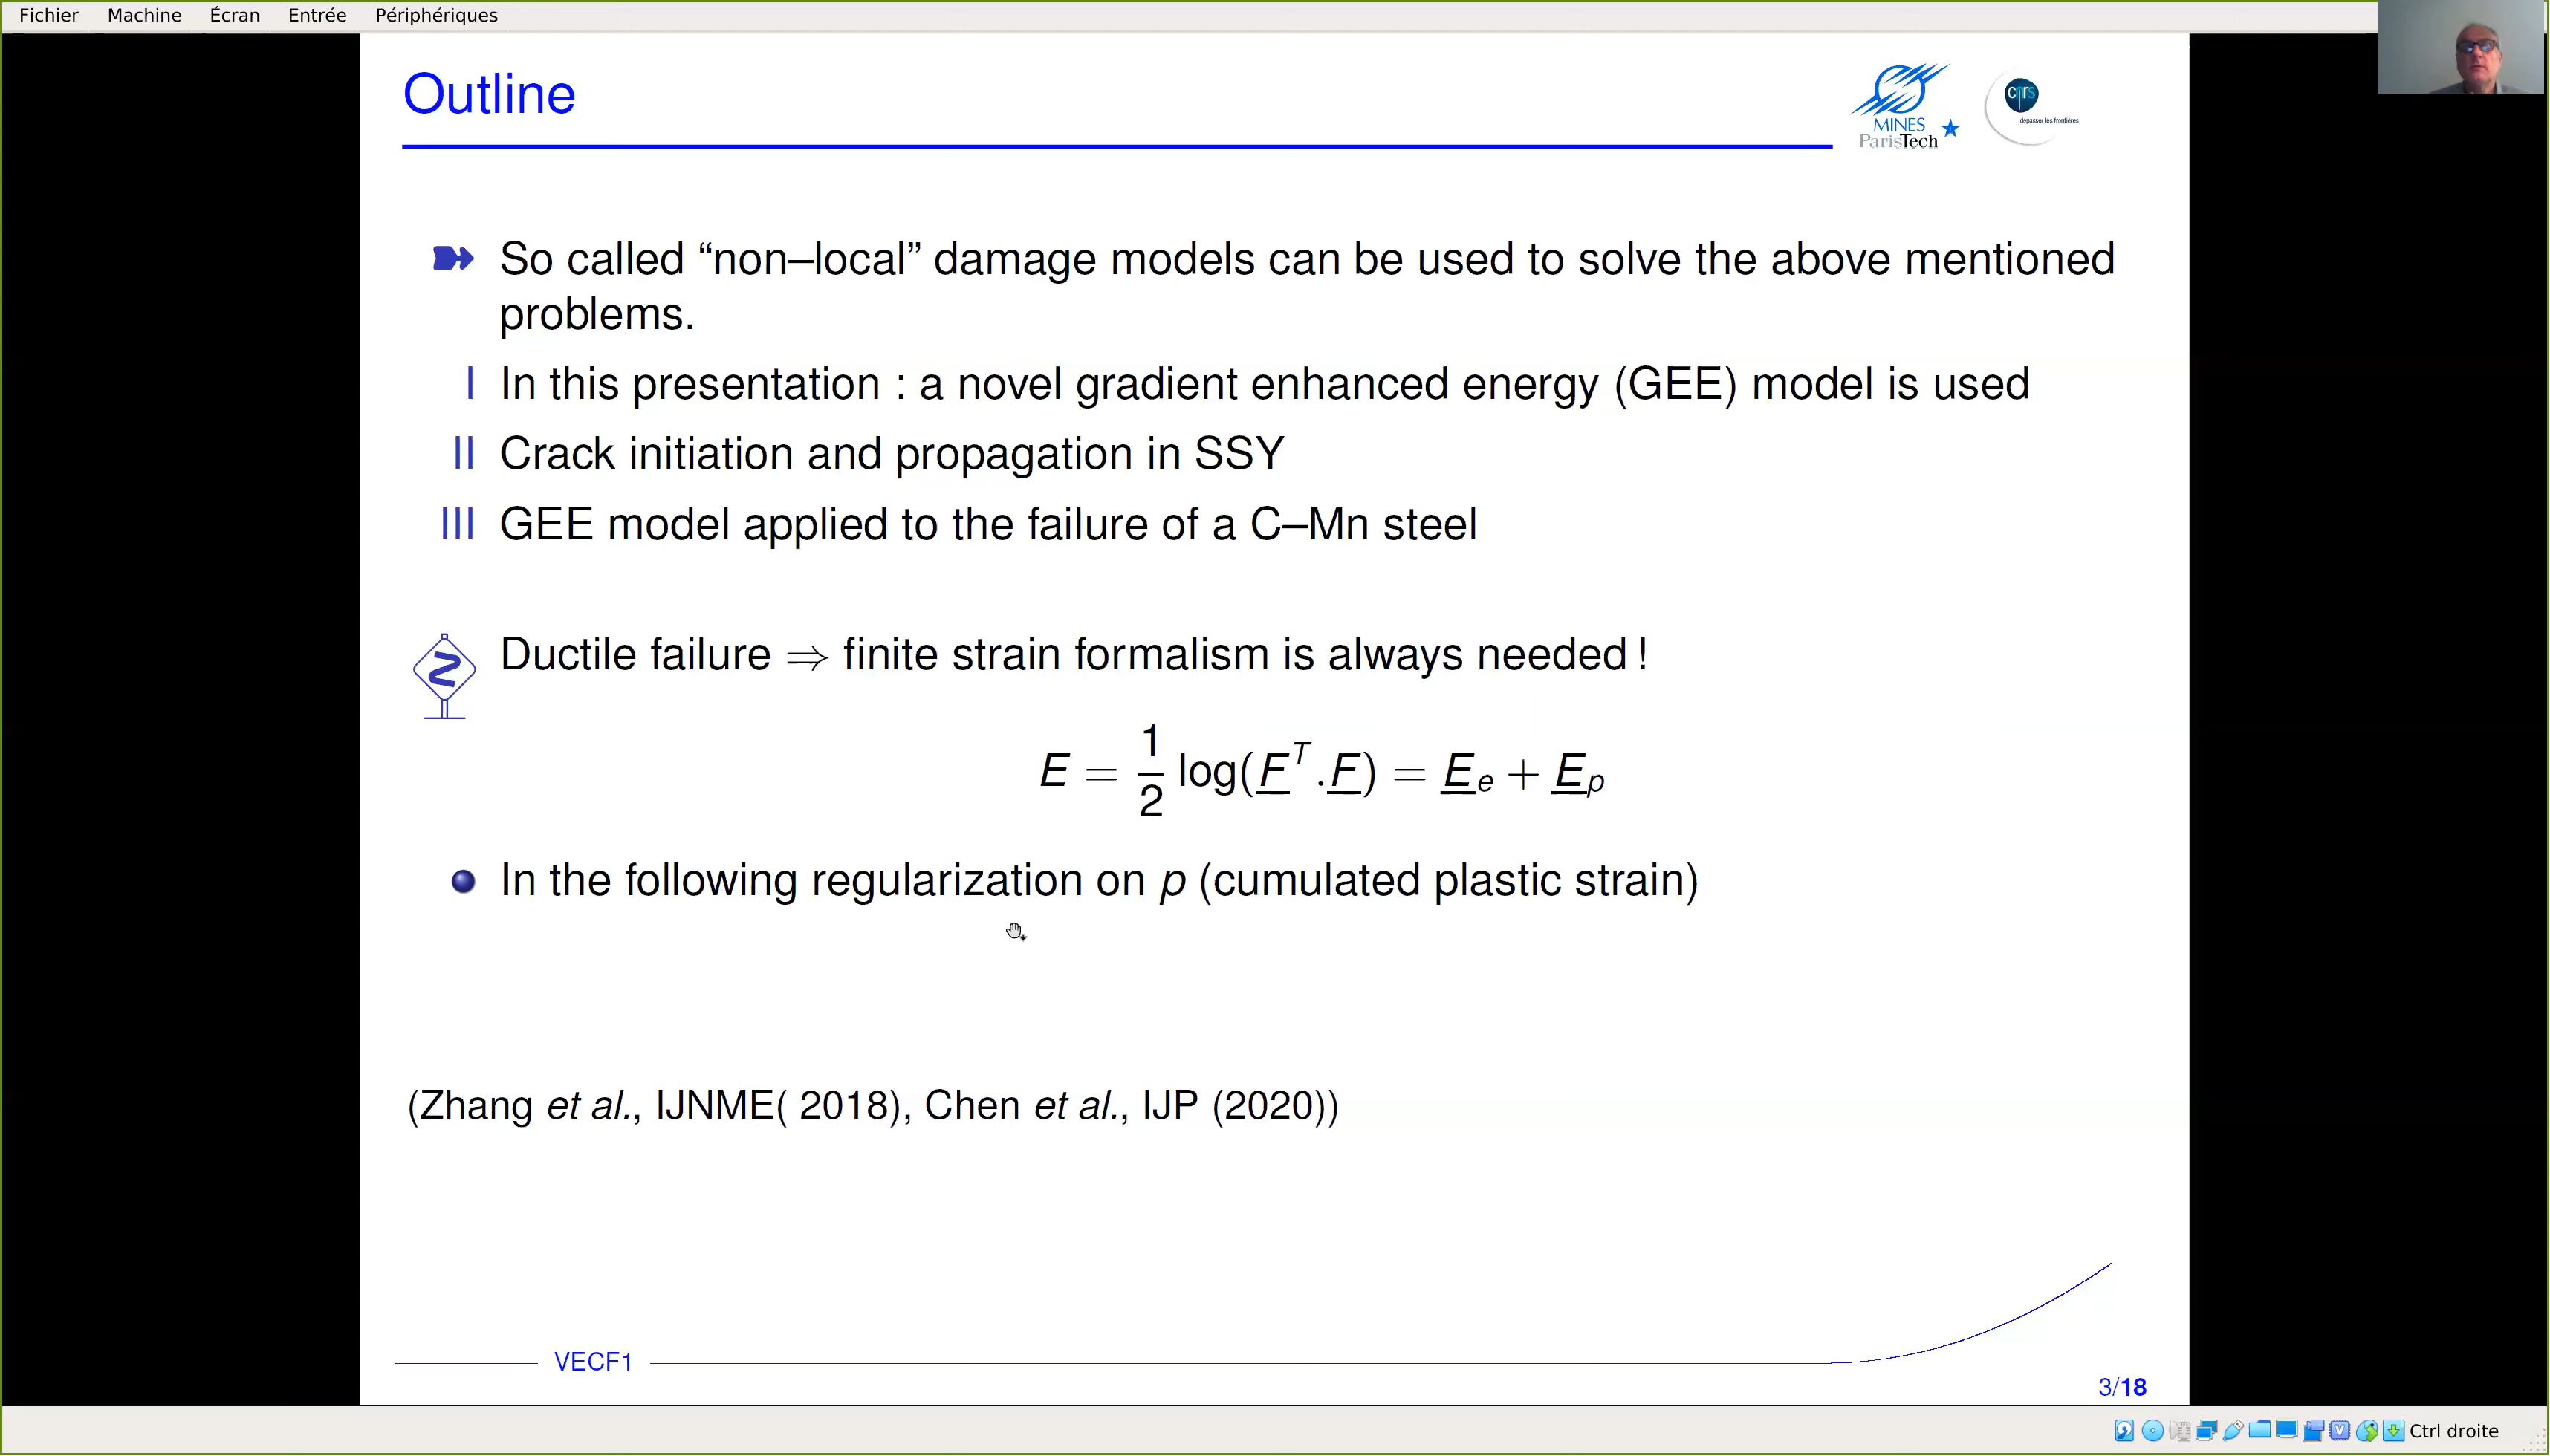 Fichier Machine Écran Entrée Périphériques
Outline
MINES
ParisTech
cnrs
dépasser les frontières
So called “non–local” damage models can be used to solve the above mentioned
problems.
I In this presentation : a novel gradient enhanced energy (GEE) model is used
II Crack initiation and propagation in SSY
III GEE model applied to the failure of a C–Mn steel
Ductile failure ⇒ finite strain formalism is always needed !
E = 1/2 log(F^T.F) = E_e + E_p
In the following regularization on p (cumulated plastic strain)
(Zhang et al., IJNME( 2018), Chen et al., IJP (2020))
VECF1
3/18
Ctrl droite